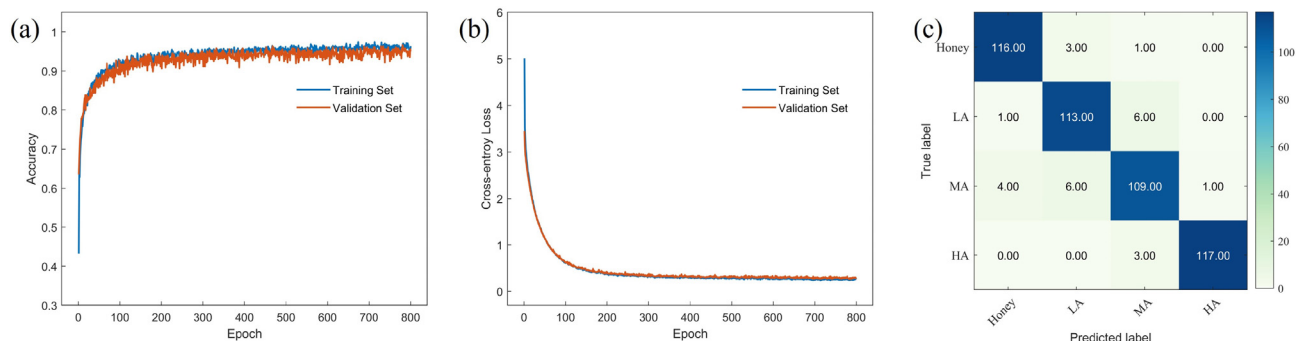 (a)
1
0.9
0.8
0.7
0.6
0.5
0.4
0.3
Accuracy
Training Set
Validation Set
0 100 200 300 400 500 600 700 800
Epoch
(b)
6
5
4
3
2
1
0
Cross-entroy Loss
Training Set
Validation Set
0 100 200 300 400 500 600 700 800
Epoch
(c)
True label
Honey 116.00 3.00 1.00 0.00
LA 1.00 113.00 6.00 0.00
MA 4.00 6.00 109.00 1.00
HA 0.00 0.00 3.00 117.00
Honey LA MA HA
Predicted label
100
80
60
40
20
0